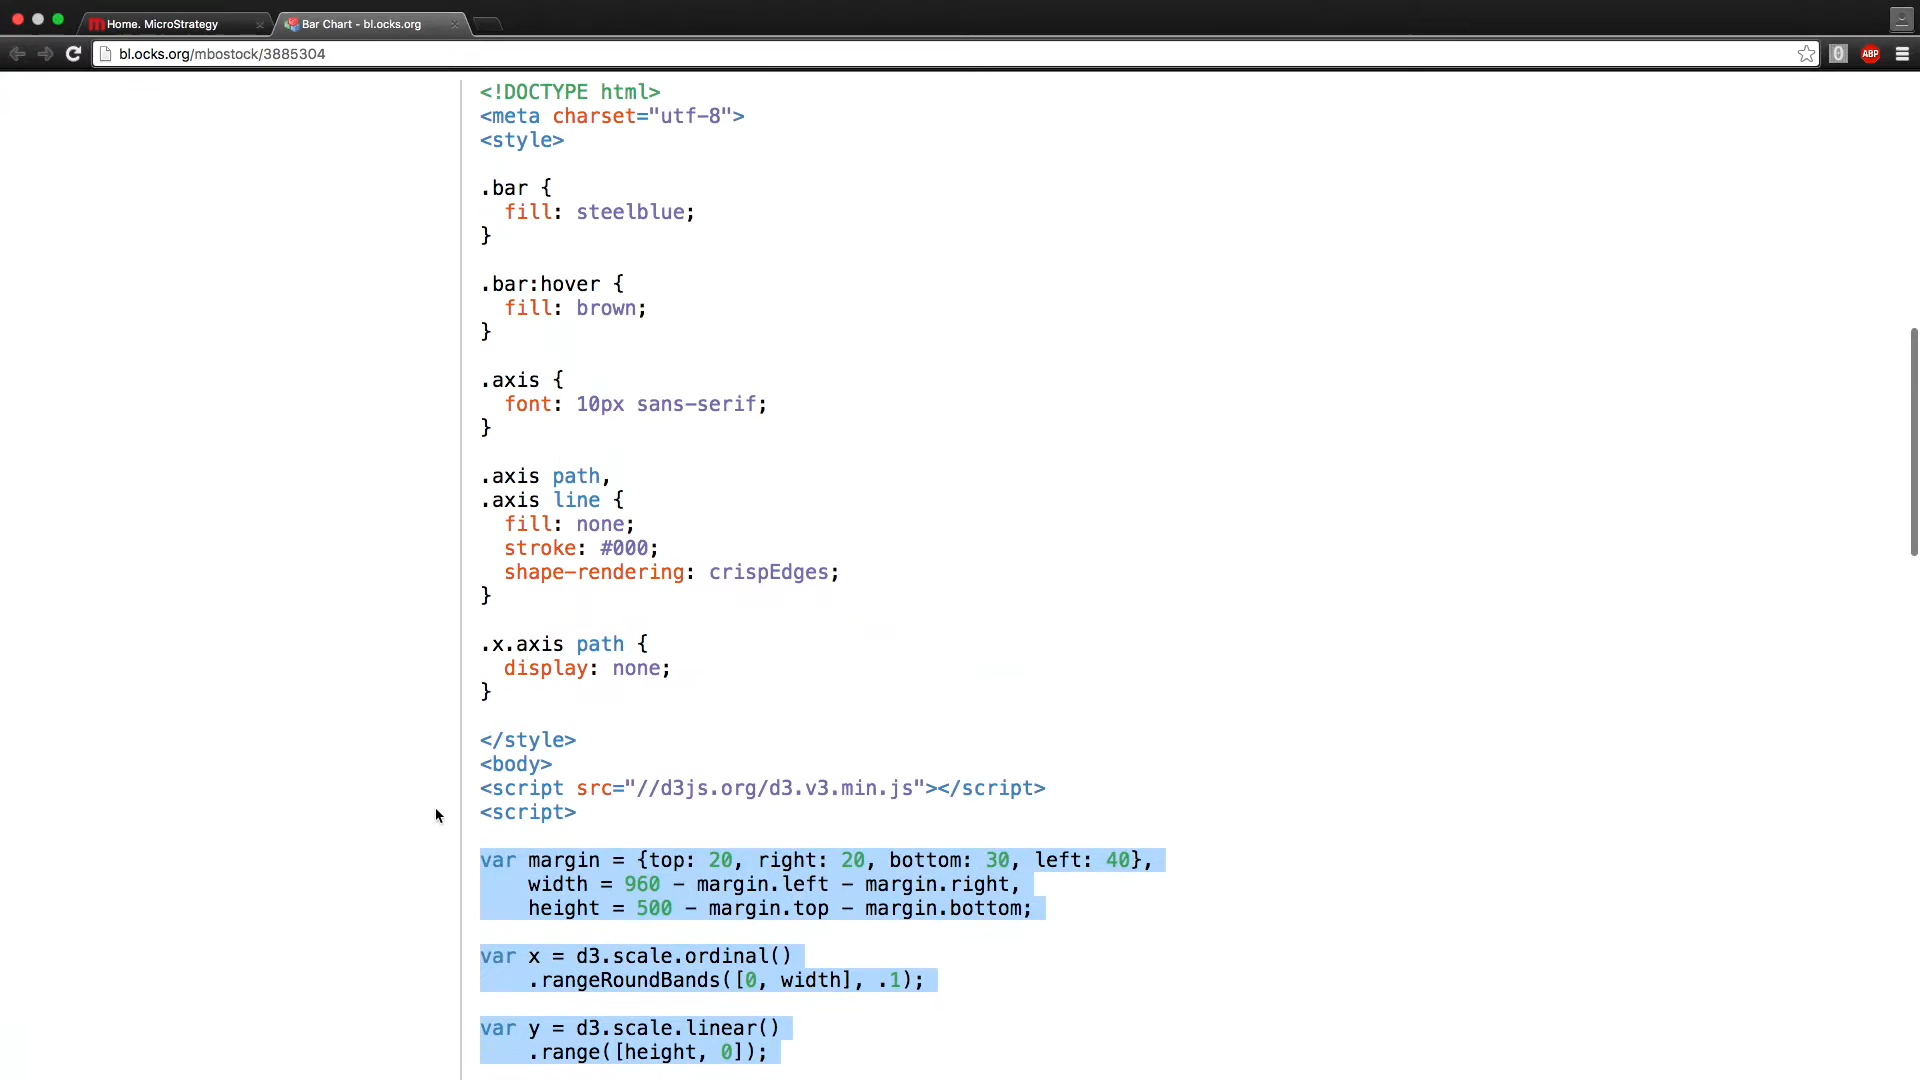 Home. MicroStrategy
Bar Chart - bl.ocks.org
bl.ocks.org/mbostock/3885304
ABP
<!DOCTYPE html>
<meta charset="utf-8">
<style>
.bar {
  fill: steelblue;
}
.bar:hover {
  fill: brown;
}
.axis {
  font: 10px sans-serif;
}
.axis path,
.axis line {
  fill: none;
  stroke: #000;
  shape-rendering: crispEdges;
}
.x.axis path {
  display: none;
}
</style>
<body>
<script src="//d3js.org/d3.v3.min.js"></script>
<script>
var margin = {top: 20, right: 20, bottom: 30, left: 40},
    width = 960 - margin.left - margin.right,
    height = 500 - margin.top - margin.bottom;
var x = d3.scale.ordinal()
    .rangeRoundBands([0, width], .1);
var y = d3.scale.linear()
    .range([height, 0]);